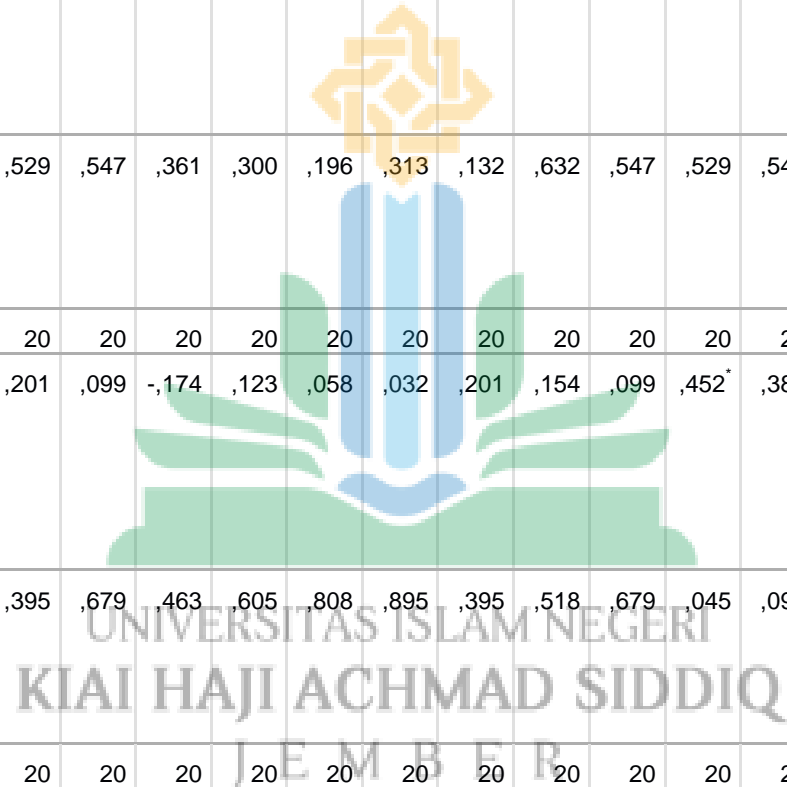 ,529 ,547 ,361 ,300 ,196 ,313 ,132 ,632 ,547 ,529
20 20 20 20 20 20 20 20 20 20
,201 ,099 -,174 ,123 ,058 ,032 ,201 ,154 ,099 ,452*
,395 ,679 ,463 ,605 ,808 ,895 ,395 ,518 ,679 ,045
UNIVERSITAS ISLAM NEGERI
KIAI HAJI ACHMAD SIDDIQ
JEMBER
20 20 20 20 20 20 20 20 20 20